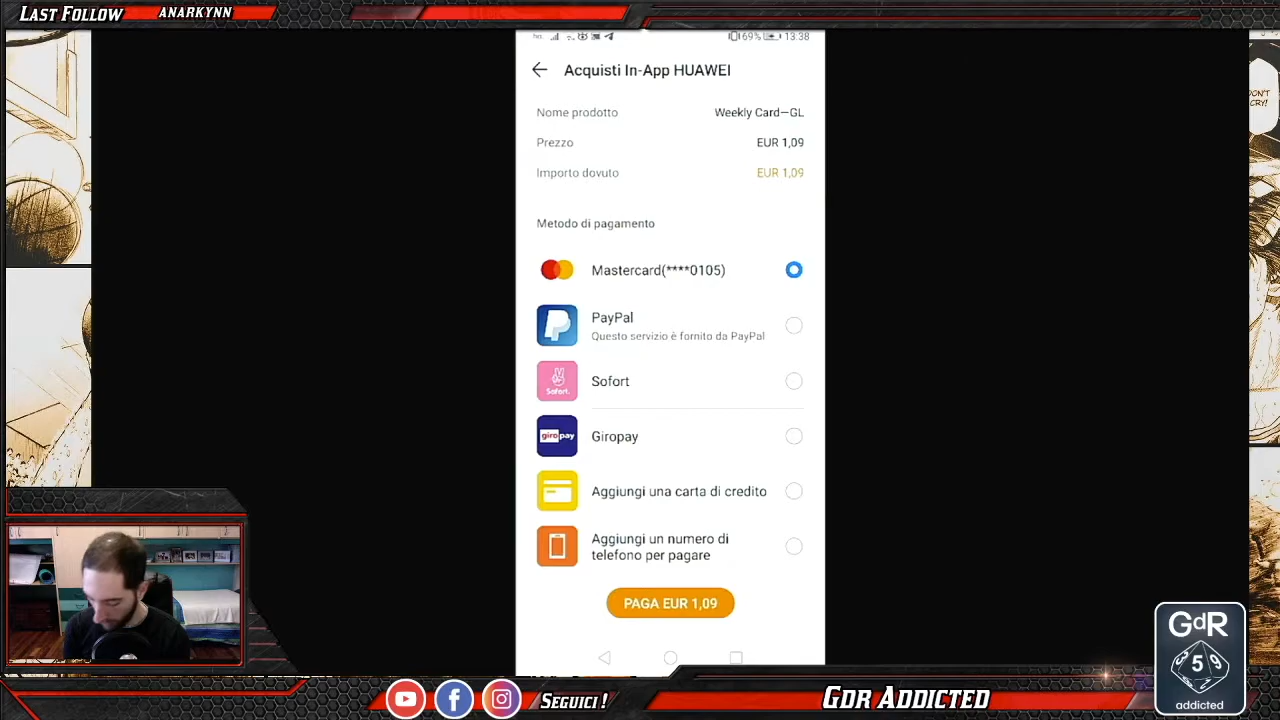 Last Follow
Anarkynn
69%
13:38
Acquisti In-App HUAWEI
Nome prodotto
Weekly Card—GL
Prezzo
EUR 1,09
Importo dovuto
EUR 1,09
Metodo di pagamento
Mastercard(****0105)
PayPal
Questo servizio è fornito da PayPal
Sofort.
Sofort
giropay
Giropay
Aggiungi una carta di credito
Aggiungi un numero di
telefono per pagare
PAGA EUR 1,09
Seguici !
GdR Addicted
GdR
5
addicted